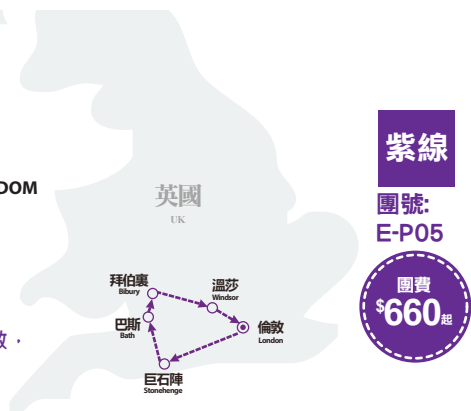 DOM
英國
UK
拜伯裏
Bibury
溫莎
Windsor
巴斯
Bath
倫敦
London
巨石陣
Stonehenge
紫線
團號:
E-P05
團費
$660起